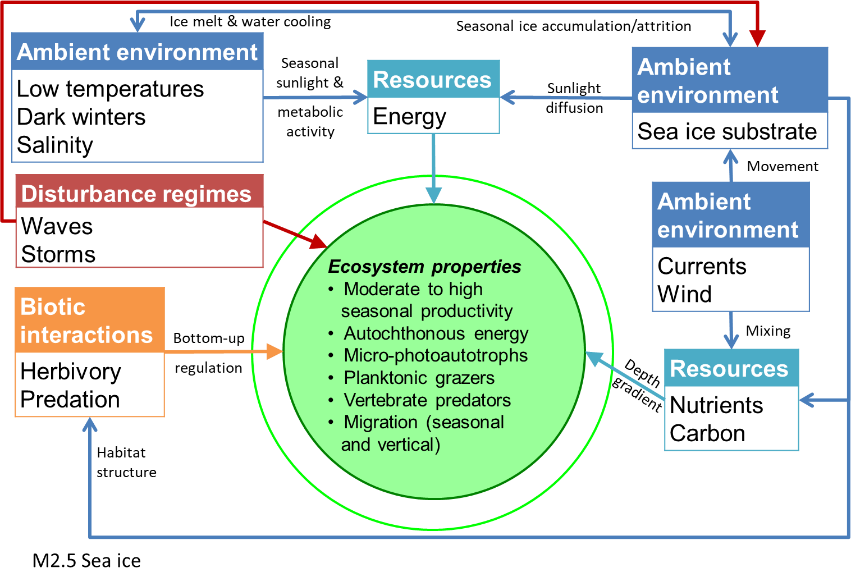 Ice melt & water cooling
Seasonal ice accumulation/attrition
Ambient environment
Low temperatures
Dark winters
Salinity
Seasonal
sunlight &
metabolic
activity
Resources
Energy
Sunlight
diffusion
Ambient
environment
Sea ice substrate
Movement
Disturbance regimes
Waves
Storms
Ambient
environment
Currents
Wind
Mixing
Ecosystem properties
• Moderate to high
seasonal productivity
• Autochthonous energy
• Micro-photoautotrophs
• Planktonic grazers
• Vertebrate predators
• Migration (seasonal
and vertical)
Biotic
interactions
Herbivory
Predation
Bottom-up
regulation
Depth
gradient
Resources
Nutrients
Carbon
Habitat
structure
M2.5 Sea ice